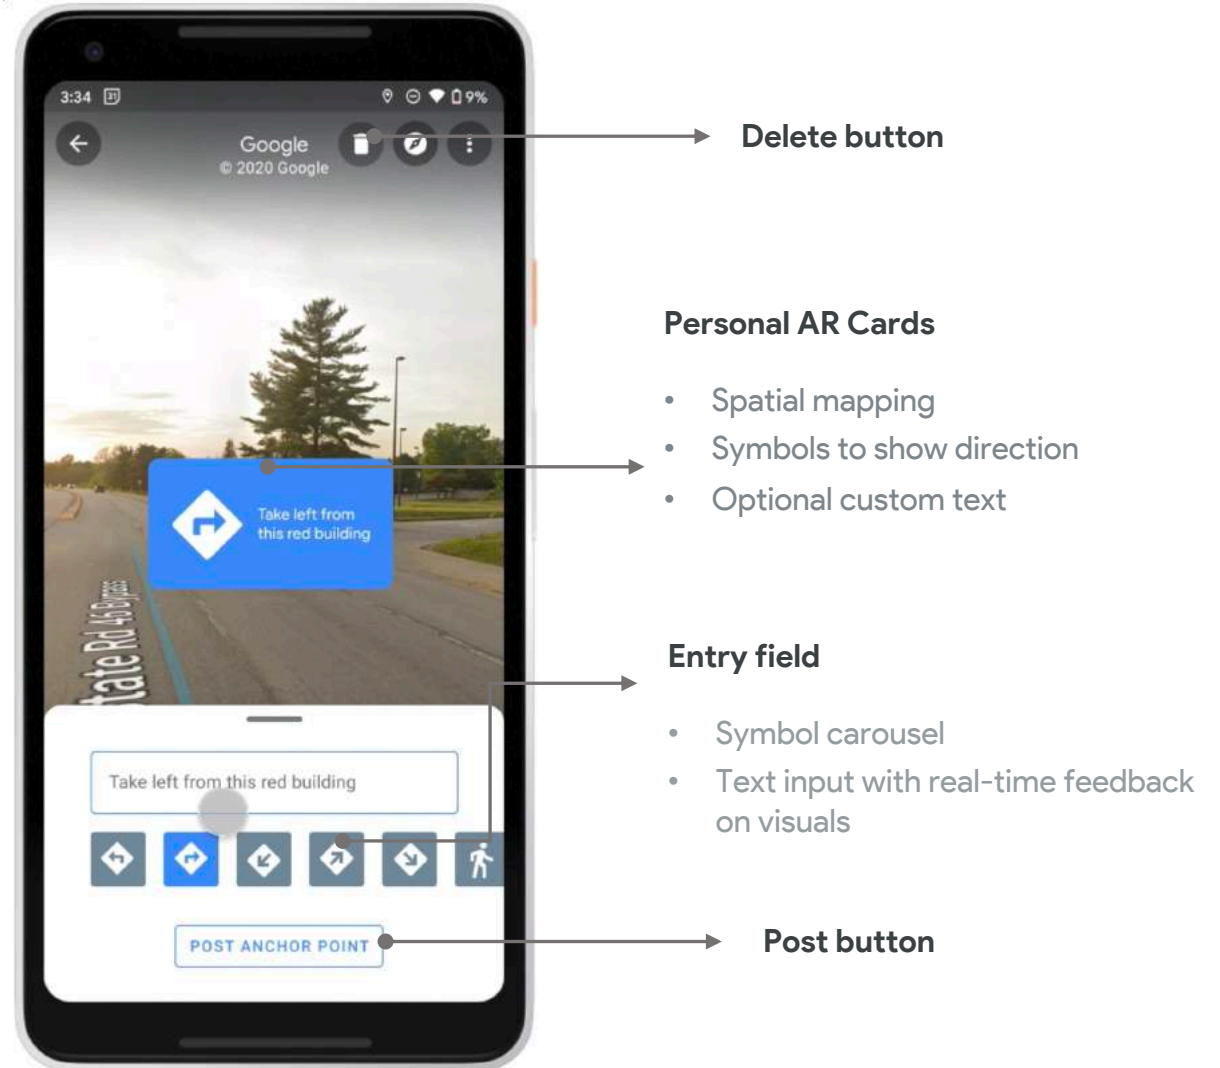 3:34 31 9%
Google
© 2020 Google
Delete button
Personal AR Cards
• Spatial mapping
• Symbols to show direction
• Optional custom text
Take left from
this red building
State Rd 46 Bypass
Entry field
• Symbol carousel
• Text input with real-time feedback
on visuals
Take left from this red building
POST ANCHOR POINT
Post button